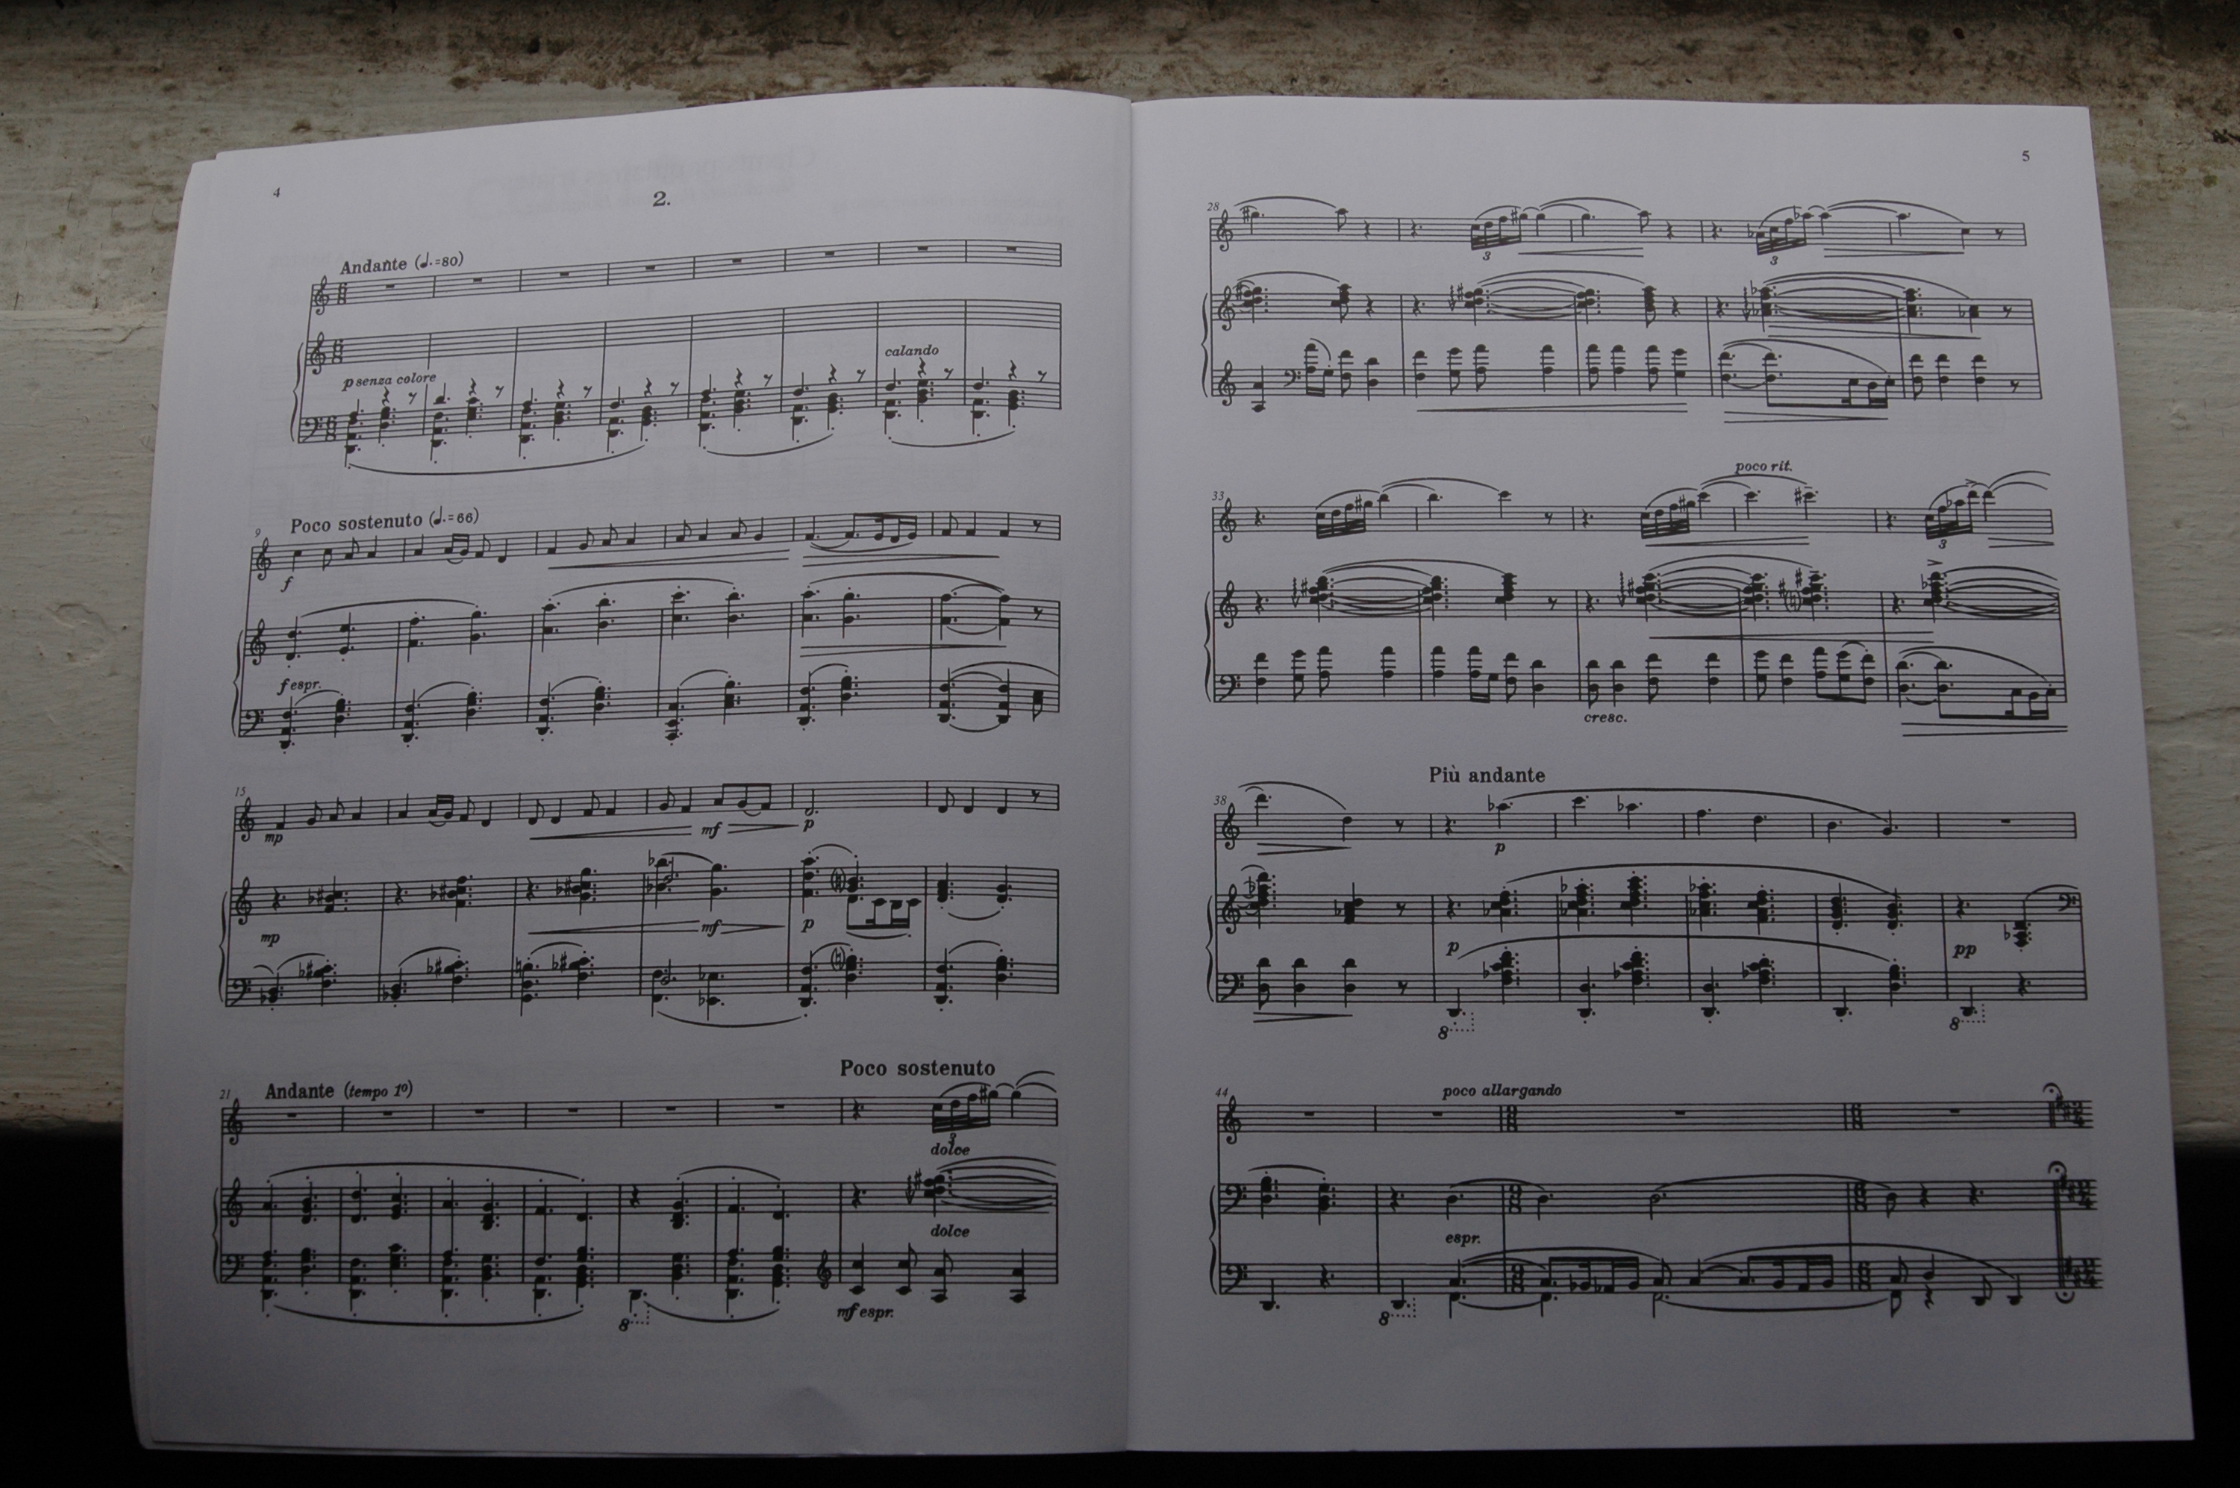 4
2.
Andante (♩.=80)
calando
p senza colore
9
Poco sostenuto (♩.=66)
f
f espr.
15
mp
mf
p
mp
mf
p
Poco sostenuto
21
Andante (tempo 1º)
3
dolce
dolce
8
mf espr.
5
28
3
3
poco rit.
33
3
cresc.
Più andante
38
p
p
pp
8
8
44
poco allargando
espr.
8